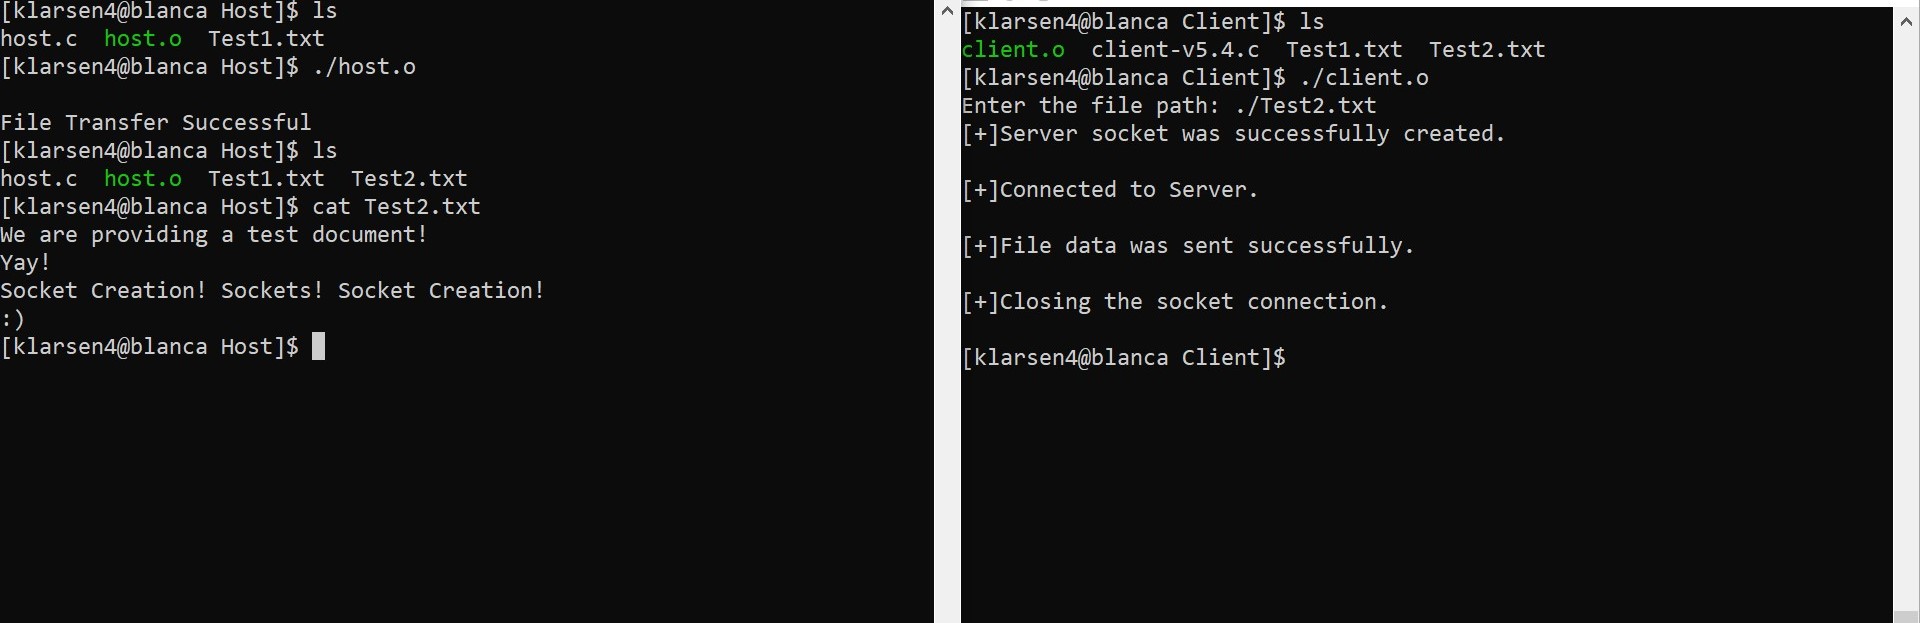 [klarsen4@blanca Host]$ ls
host.c  host.o  Test1.txt
[klarsen4@blanca Host]$ ./host.o
File Transfer Successful
[klarsen4@blanca Host]$ ls
host.c  host.o  Test1.txt  Test2.txt
[klarsen4@blanca Host]$ cat Test2.txt
We are providing a test document!
Yay!
Socket Creation! Sockets! Socket Creation!
:)
[klarsen4@blanca Host]$
[klarsen4@blanca Client]$ ls
client.o  client-v5.4.c  Test1.txt  Test2.txt
[klarsen4@blanca Client]$ ./client.o
Enter the file path: ./Test2.txt
[+]Server socket was successfully created.
[+]Connected to Server.
[+]File data was sent successfully.
[+]Closing the socket connection.
[klarsen4@blanca Client]$